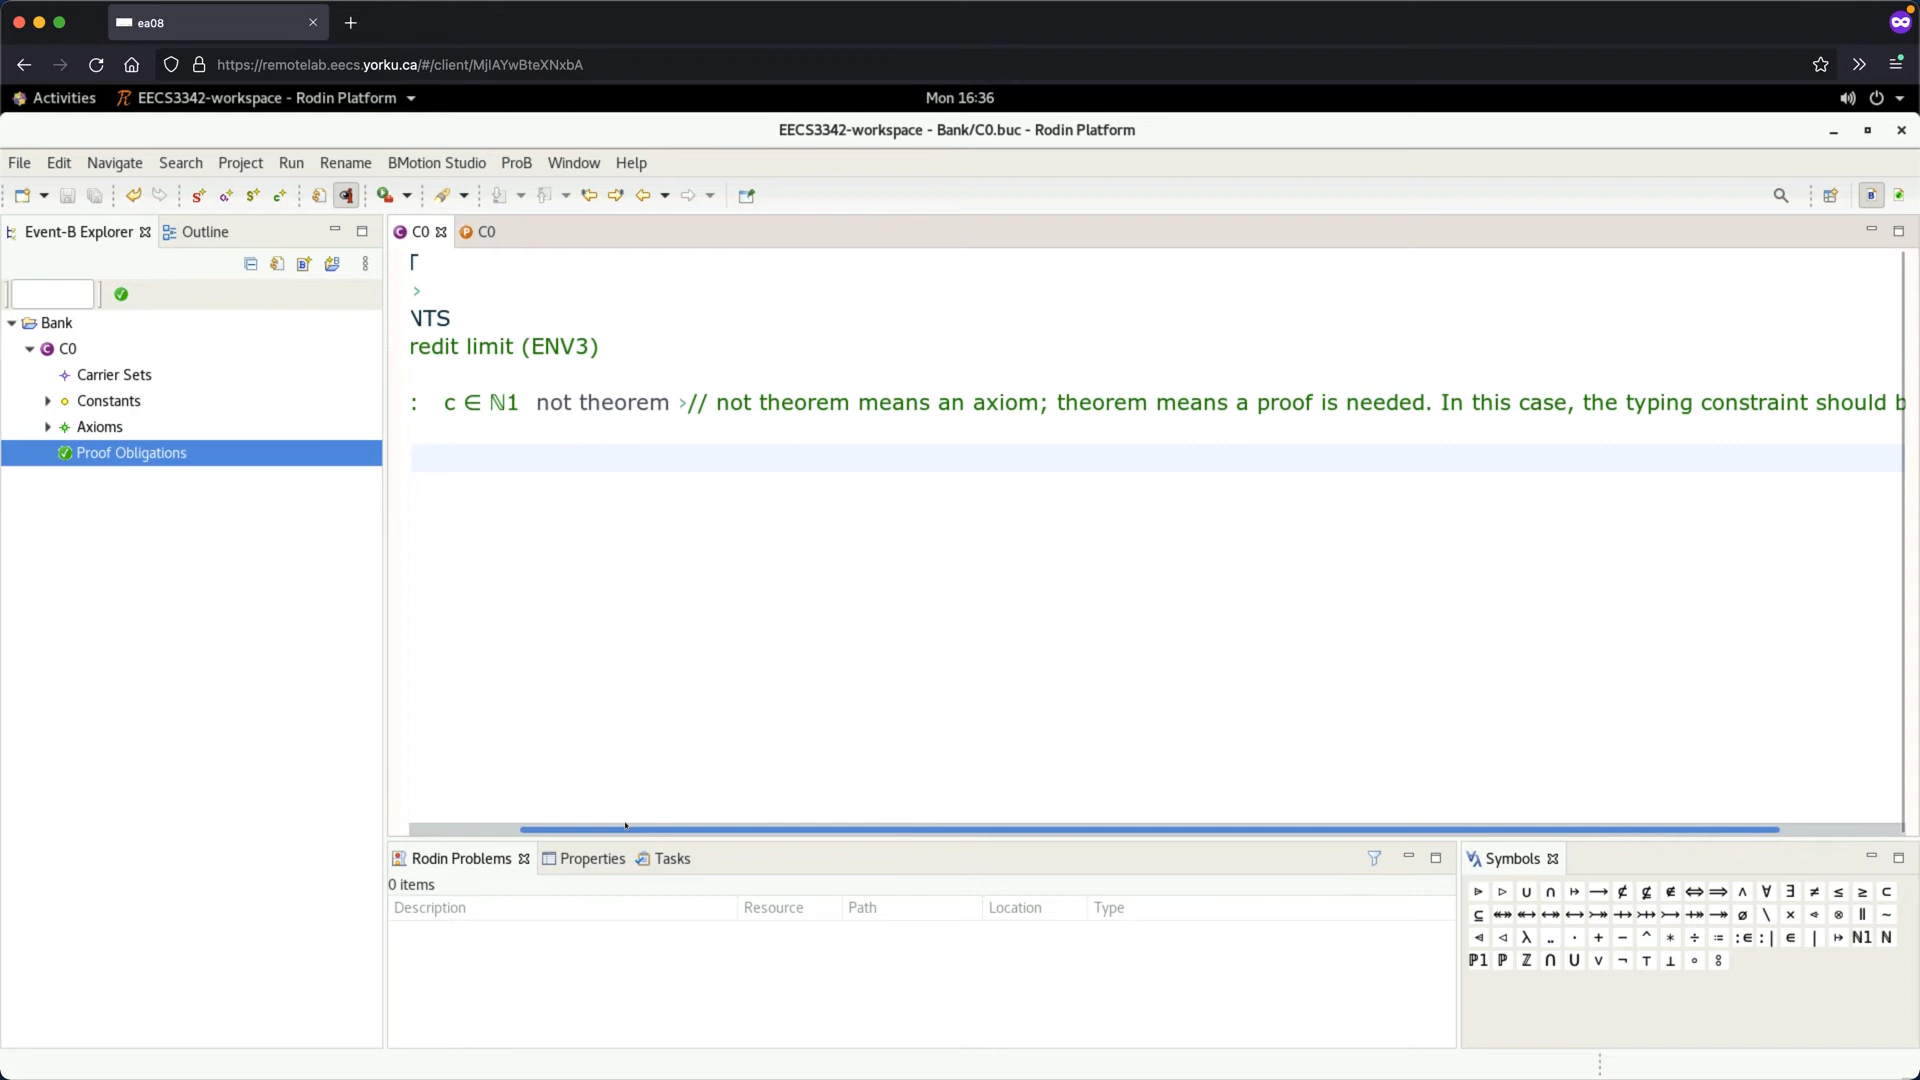 ea08
https://remotelab.eecs.yorku.ca/#/client/MjIAYwBteXNxbA
Activities EECS3342-workspace - Rodin Platform Mon 16:36
EECS3342-workspace - Bank/C0.buc - Rodin Platform
File Edit Navigate Search Project Run Rename BMotion Studio ProB Window Help
Event-B Explorer Outline C0 C0
Bank
C0
Carrier Sets
Constants
Axioms
Proof Obligations
>
NTS
redit limit (ENV3)
: c ∈ ℕ1 not theorem ›// not theorem means an axiom; theorem means a proof is needed. In this case, the typing constraint should b
Rodin Problems Properties Tasks
0 items
Description Resource Path Location Type
Symbols